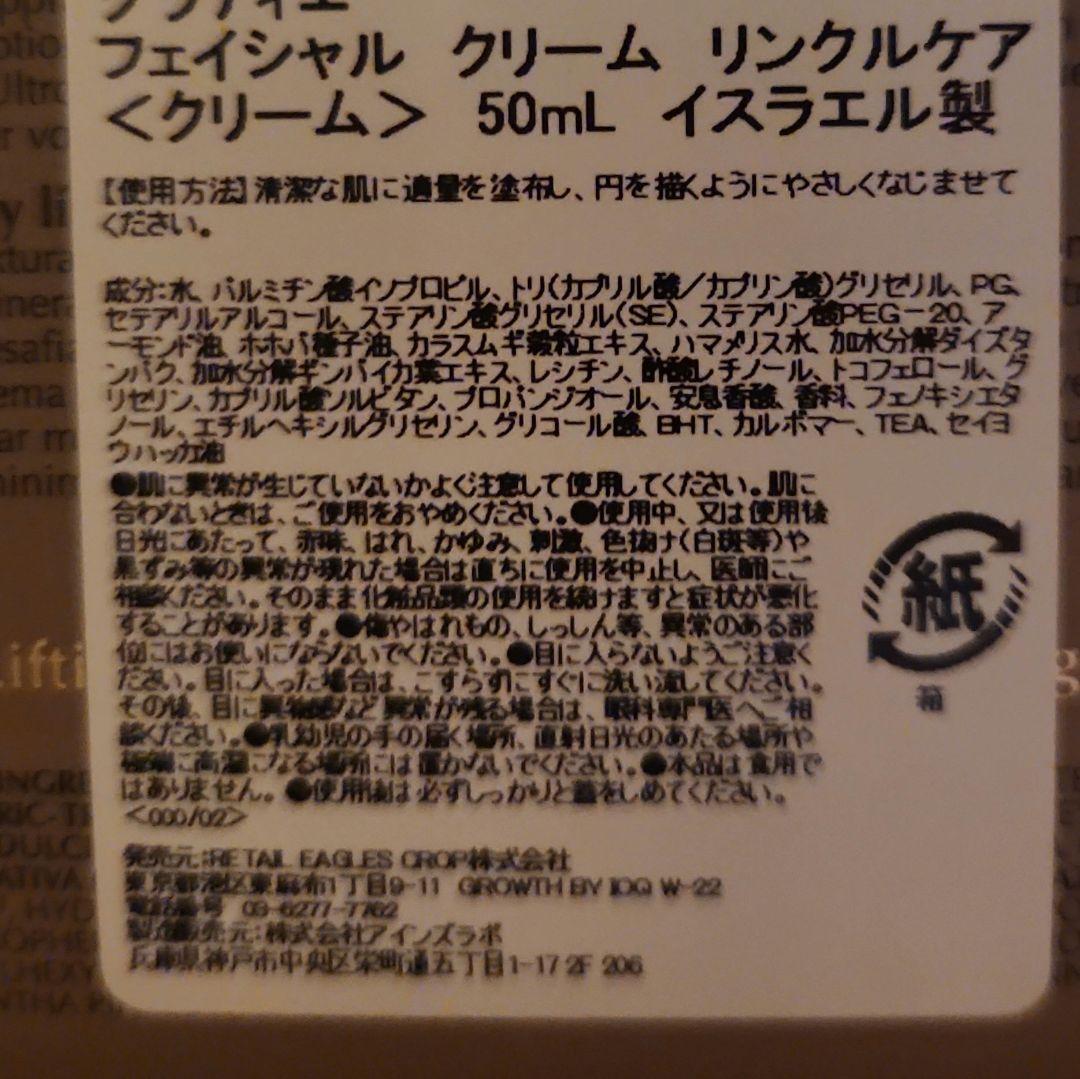 フェイシャル クリーム リンクルケア
<クリーム> 50mL イスラエル製
【使用方法】清潔な肌に適量を塗布し、円を描くようにやさしくなじませて
ください。
成分：水、パルミチン酸イソプロピル、トリ(カプリル酸/カプリン酸)グリセリル、PG、
セテアリルアルコール、ステアリン酸グリセリル(SE)、ステアリン酸PEG-20、ア
ーモンド油、ホホバ種子油、カラスムギ穀粒エキス、ハマメリス水、加水分解ダイズタ
ンパク、加水分解ギンバイカ葉エキス、レシチン、酢酸レチノール、トコフェロール、グ
リセリン、カプリル酸ソルビタン、プロパンジオール、安息香酸、香料、フェノキシエタ
ノール、エチルヘキシルグリセリン、グリコール酸、BHT、カルボマー、TEA、セイヨ
ウハッカ油
●肌に異常が生じていないかよく注意して使用してください。肌に
合わないときは、ご使用をおやめください。●使用中、又は使用後
日光にあたって、赤味、はれ、かゆみ、刺激、色抜け(白斑等)や
黒ずみ等の異常が現れた場合は直ちに使用を中止し、医師にご
相談ください。そのまま化粧品類の使用を続けますと症状が悪化
することがあります。●傷やはれもの、しっしん等、異常のある部
位にはお使いにならないでください。●目に入らないようご注意く
ださい。目に入った場合は、こすらずにすぐに洗い流してください。
その後、目に異物感など異常が残る場合は、眼科専門医へご相
談ください。●乳幼児の手の届く場所、直射日光のあたる場所や
極端に高温になる場所には置かないでください。●本品は食用で
はありません。●使用後は必ずしっかりと蓋をしめてください。
<000/02>
紙
箱
発売元：RETAIL EAGLES CROP株式会社
東京都港区東麻布1丁目9-11 GROWTH BY IOQ W-22
電話番号 03-6277-7762
製造販売元：株式会社アインズラボ
兵庫県神戸市中央区栄町通五丁目1-17 2F 206